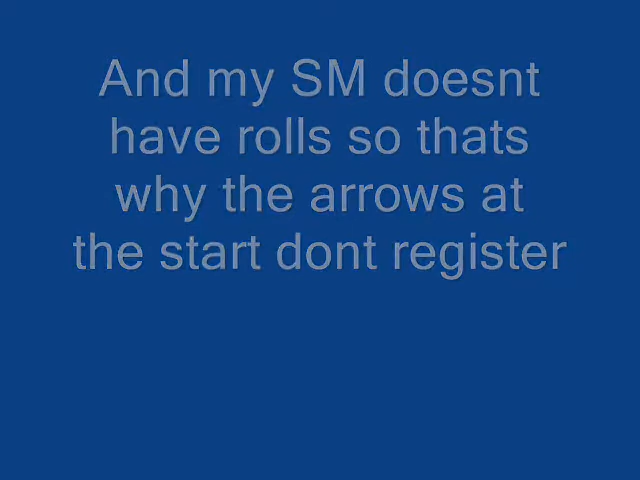 And my SM doesnt
have rolls so thats
why the arrows at
the start dont register